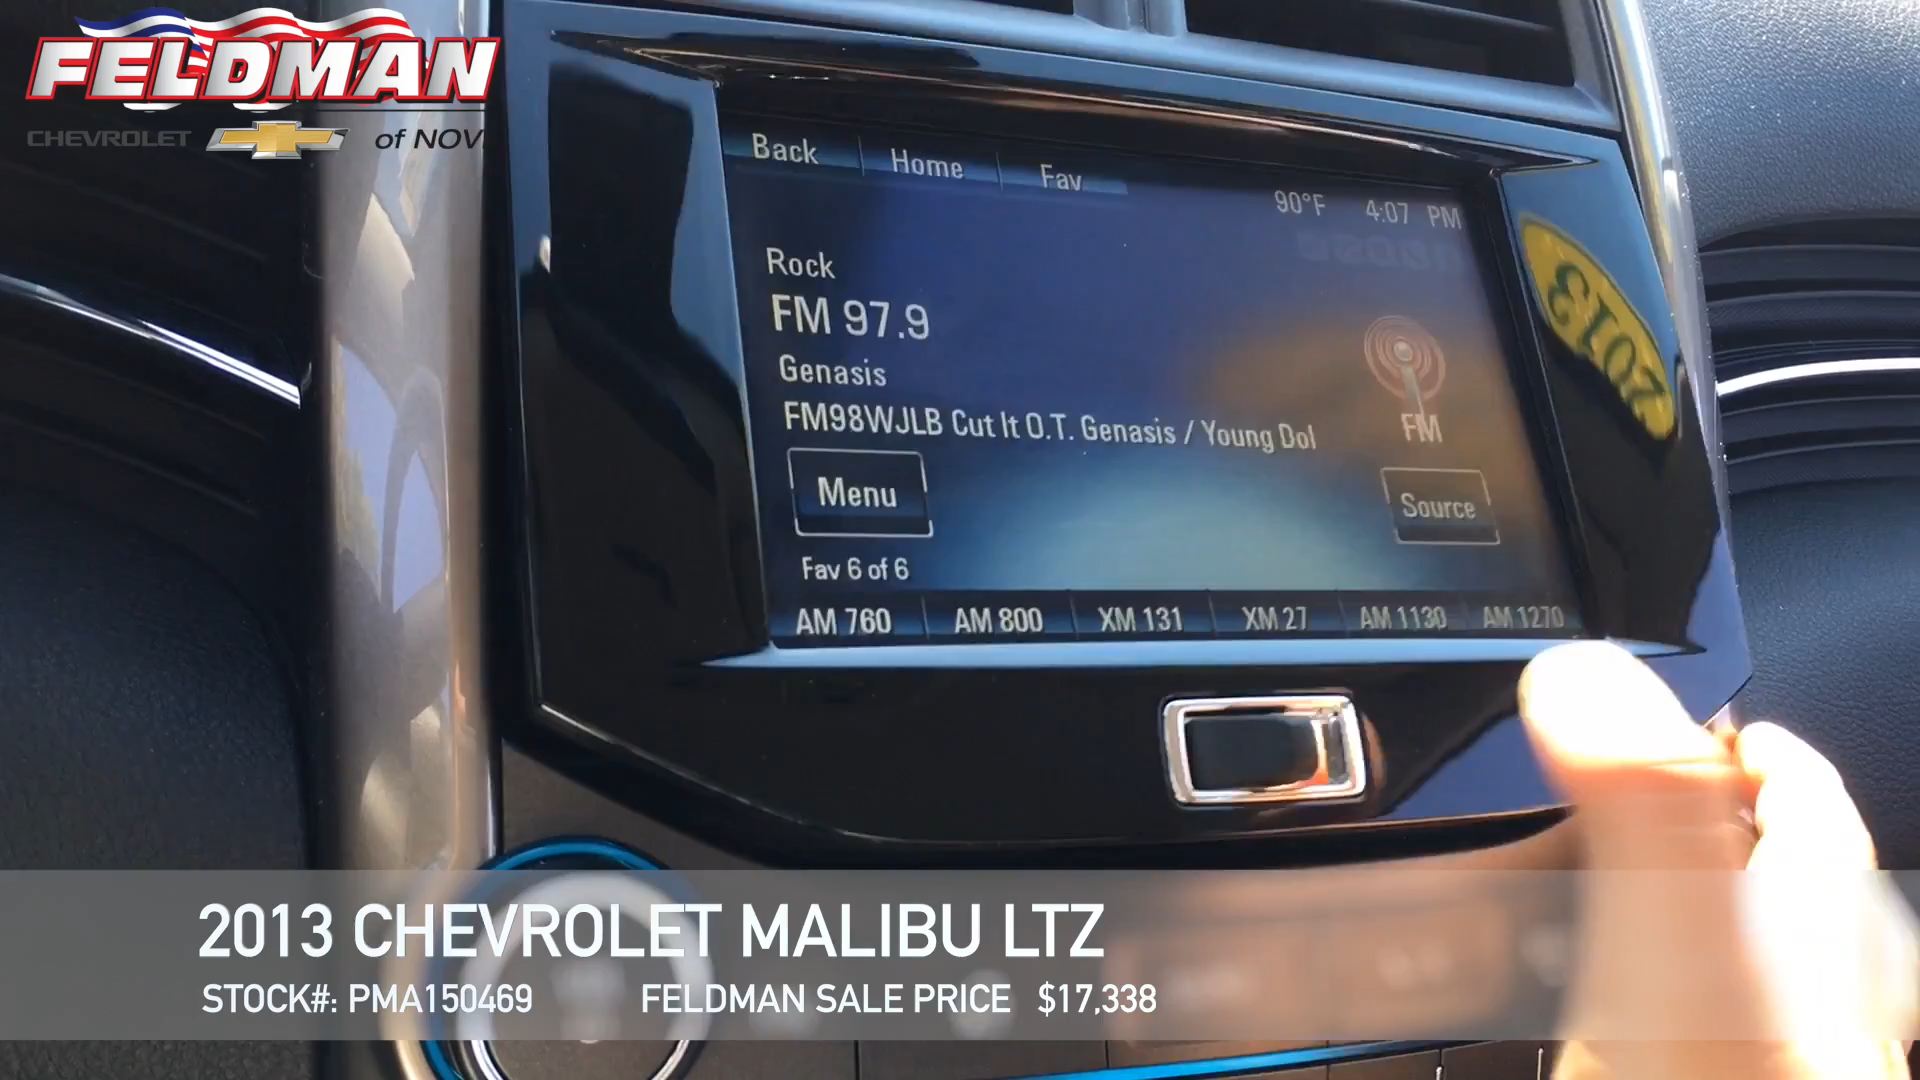 FELDMAN
CHEVROLET of NOVI
Back Home Fav
90°F 4:07 PM
Rock
FM 97.9
Genasis
FM98WJLB Cut It O.T. Genasis / Young Dol
FM
Menu
Source
Fav 6 of 6
AM 760 AM 800 XM 131 XM 27 AM 1130 AM 1270
2013
2013 CHEVROLET MALIBU LTZ
STOCK#: PMA150469 FELDMAN SALE PRICE $17,338